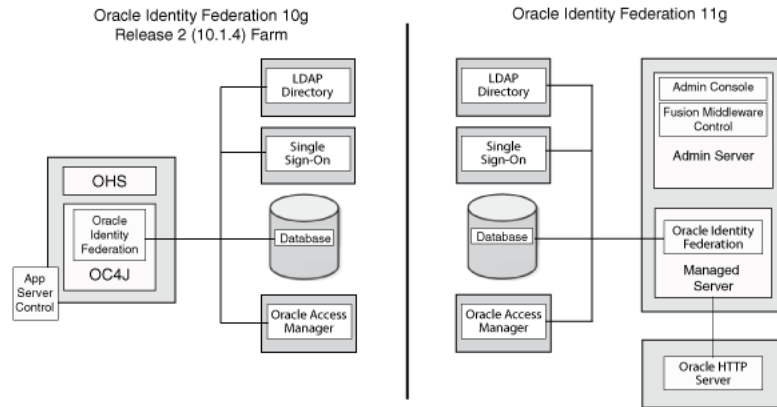 Oracle Identity Federation 10g
Release 2 (10.1.4) Farm
OHS
Oracle
Identity
Federation
OC4J
App
Server
Control
LDAP
Directory
Single
Sign-On
Database
Oracle Access
Manager
Oracle Identity Federation 11g
LDAP
Directory
Single
Sign-On
Database
Oracle Access
Manager
Admin Console
Fusion Middleware
Control
Admin Server
Oracle Identity
Federation
Managed
Server
Oracle HTTP
Server